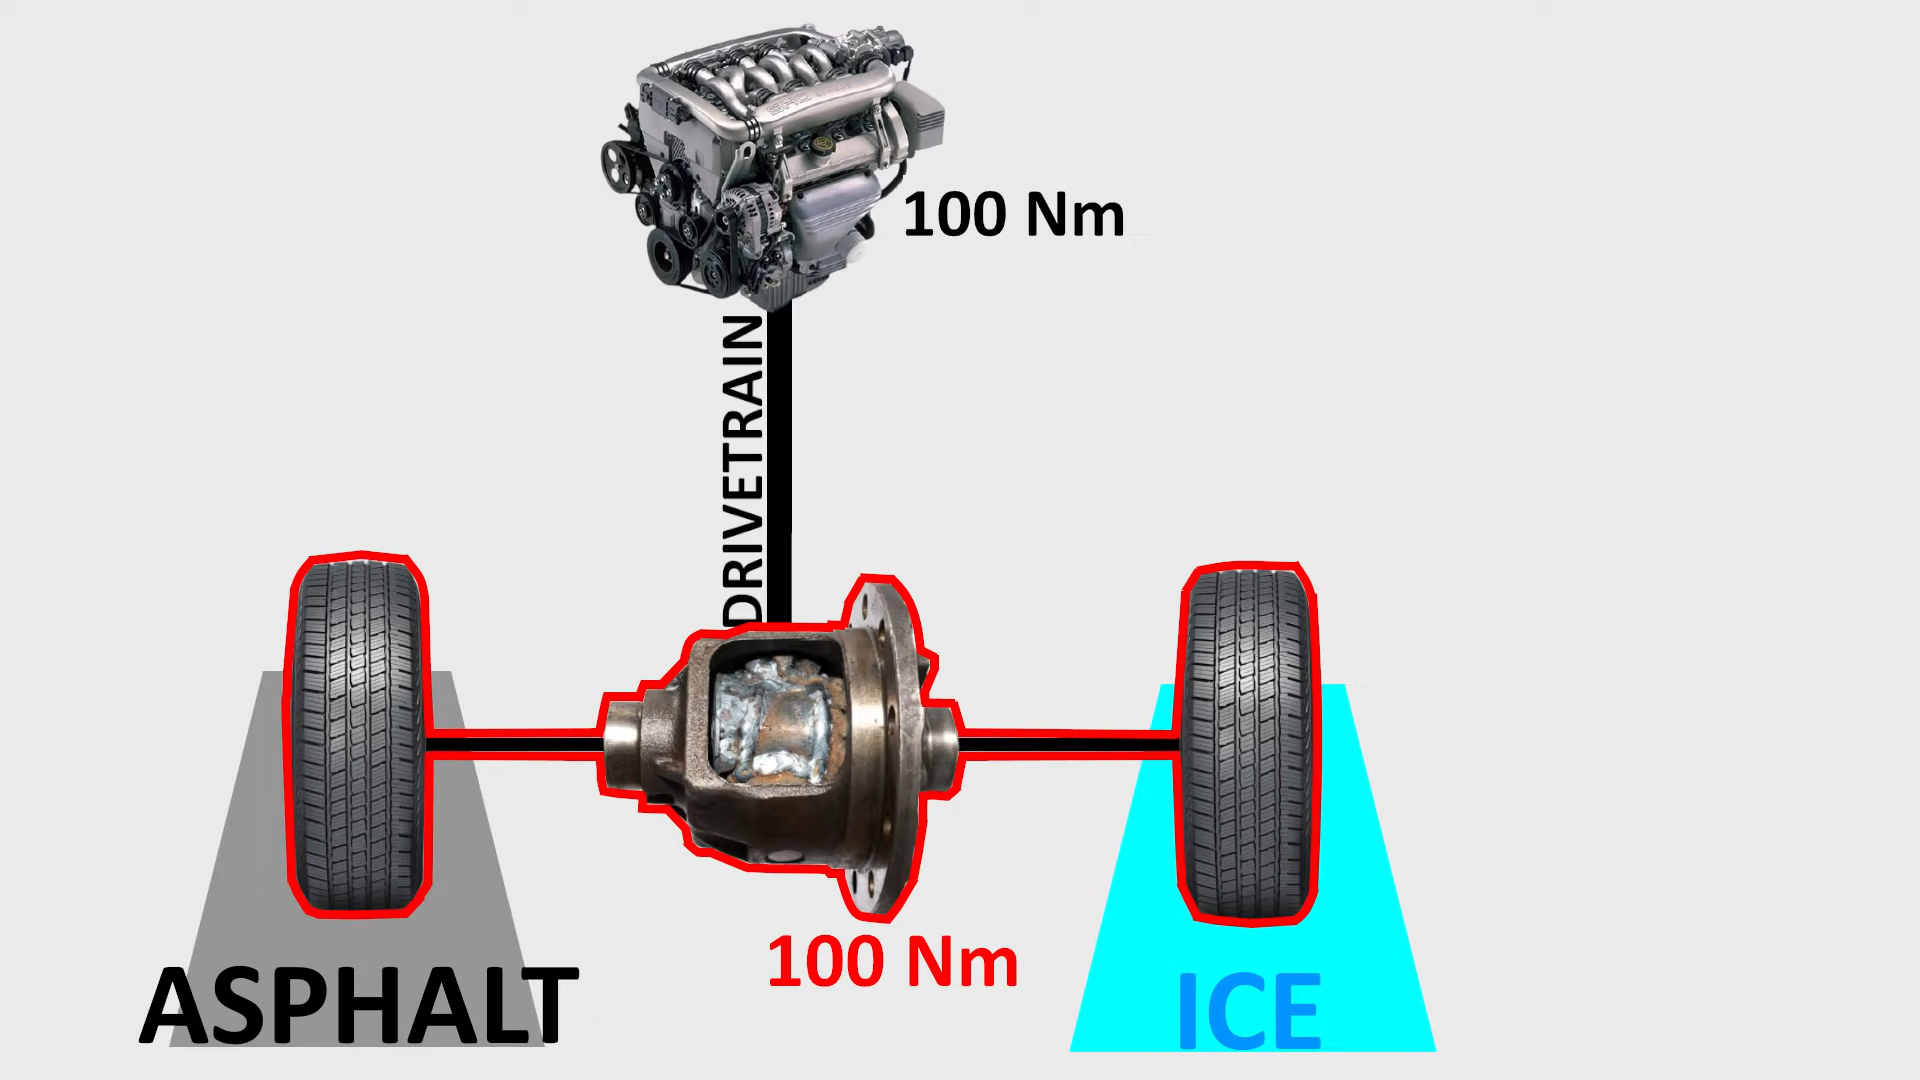 100 Nm
DRIVETRAIN
100 Nm
ASPHALT
ICE